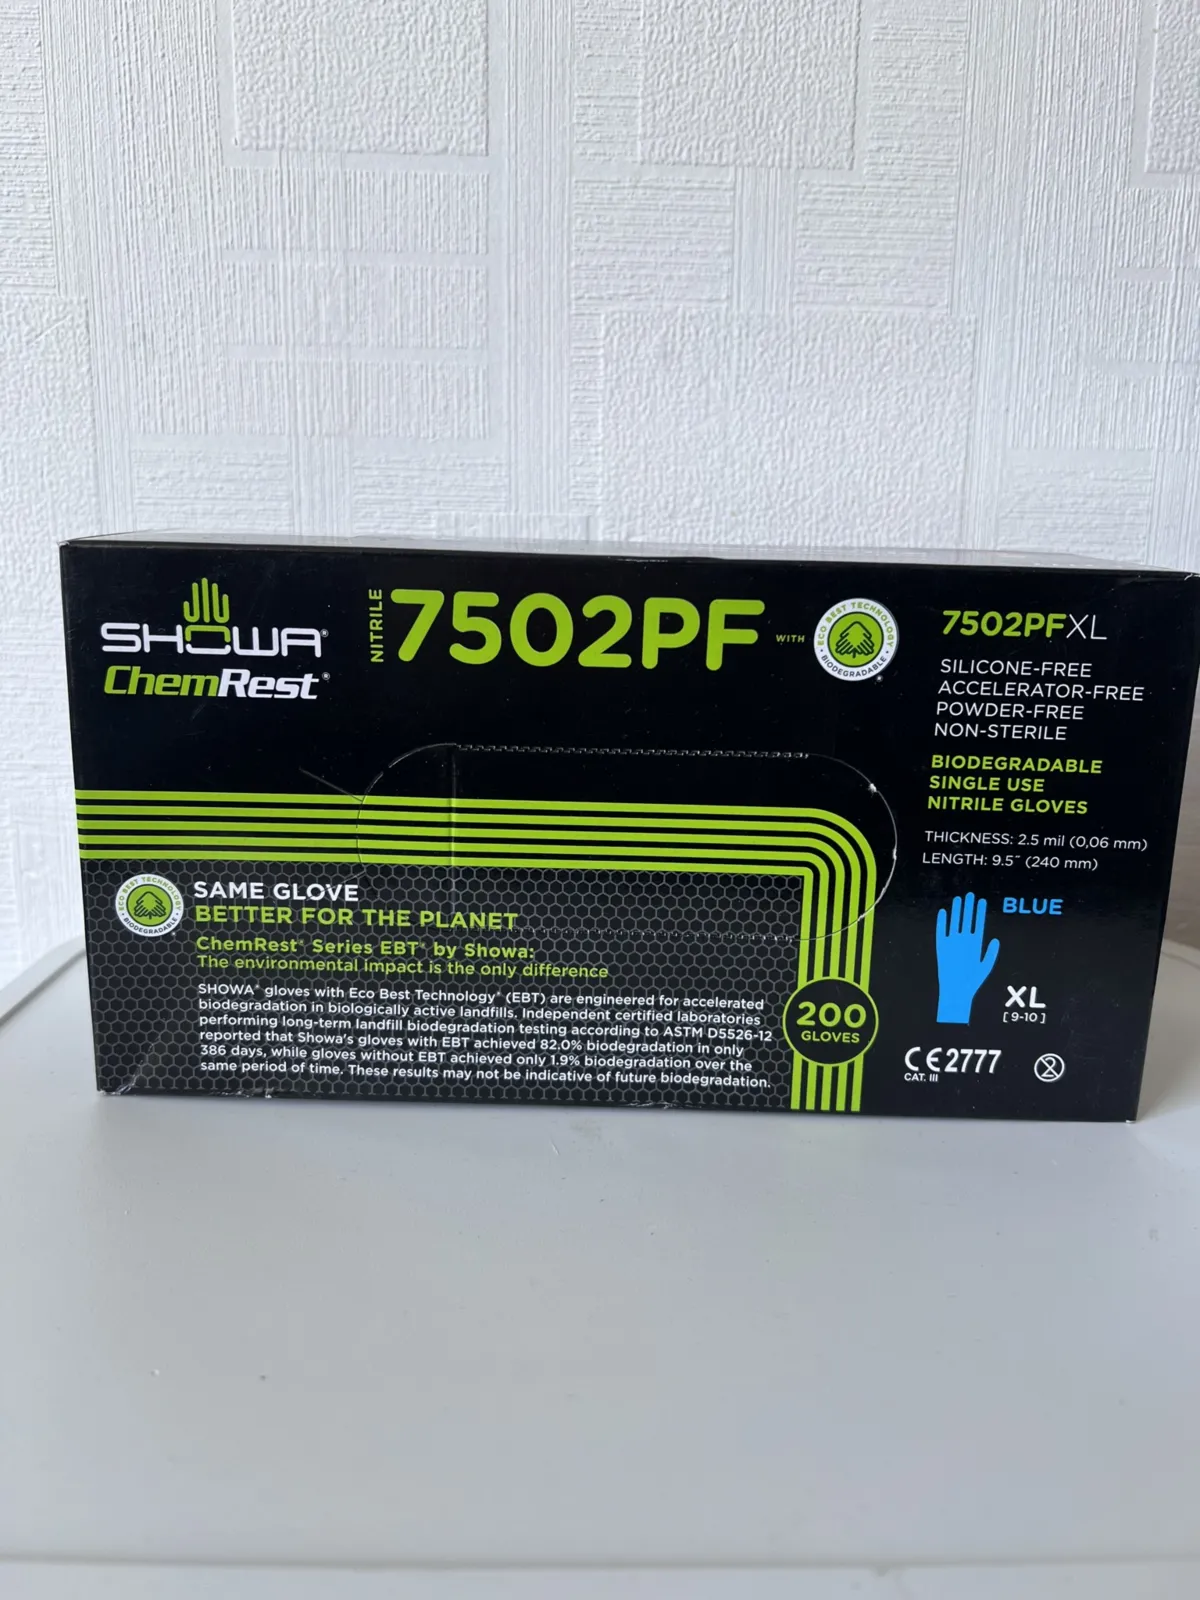 SHOWA®
ChemRest®
NITRILE
7502PF
WITH
ECO BEST TECHNOLOGY®
BIODEGRADABLE
7502PFXL
SILICONE-FREE
ACCELERATOR-FREE
POWDER-FREE
NON-STERILE
BIODEGRADABLE
SINGLE USE
NITRILE GLOVES
THICKNESS: 2.5 mil (0,06 mm)
LENGTH: 9.5″ (240 mm)
BLUE
XL
[ 9-10 ]
CE2777
CAT. III
2
ECO BEST TECHNOLOGY
BIODEGRADABLE
SAME GLOVE
BETTER FOR THE PLANET
ChemRest® Series EBT® by Showa:
The environmental impact is the only difference
SHOWA® gloves with Eco Best Technology® (EBT) are engineered for accelerated
biodegradation in biologically active landfills. Independent certified laboratories
performing long-term landfill biodegradation testing according to ASTM D5526-12
reported that Showa's gloves with EBT achieved 82.0% biodegradation in only
386 days, while gloves without EBT achieved only 1.9% biodegradation over the
same period of time. These results may not be indicative of future biodegradation.
200
GLOVES